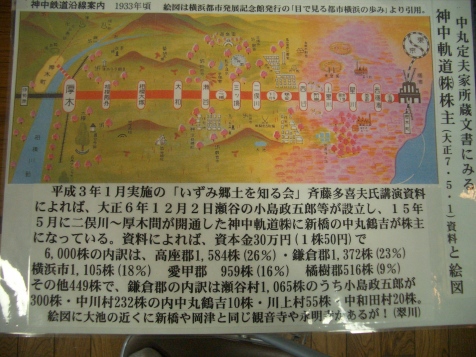 神中鉄道沿線案内　1933年頃　絵図は横浜都市発展記念館発行の「目で見る都市横浜の歩み」より引用。
中丸定夫家所蔵文書にみる
神中軌道㈱株主(大正7・5・1)資料と絵図
厚木
大和
瀬谷
三ツ境
二俣川
平成3年1月実施の「いずみ郷土を知る会」斉藤多喜夫氏講演資料
によれば、大正6年12月2日瀬谷の小島政五郎等が設立し、15年
5月に二俣川～厚木間が開通した神中軌道㈱に新橋の中丸鶴吉が株主
になっている。資料によれば、資本金30万円(1株50円)で
6,000株の内訳は、高座郡1,584株(26%)・鎌倉郡1,372株(23%)
横浜市1,105株(18%)　愛甲郡　959株(16%)　橘樹郡516株(9%)
その他449株で、鎌倉郡の内訳は瀬谷村1,065株のうち小島政五郎が
300株・中川村232株の内中丸鶴吉10株・川上村55株・中和田村20株。
絵図に大池の近くに新橋や岡津と同じ観音寺や永明寺があるが!(翠川)